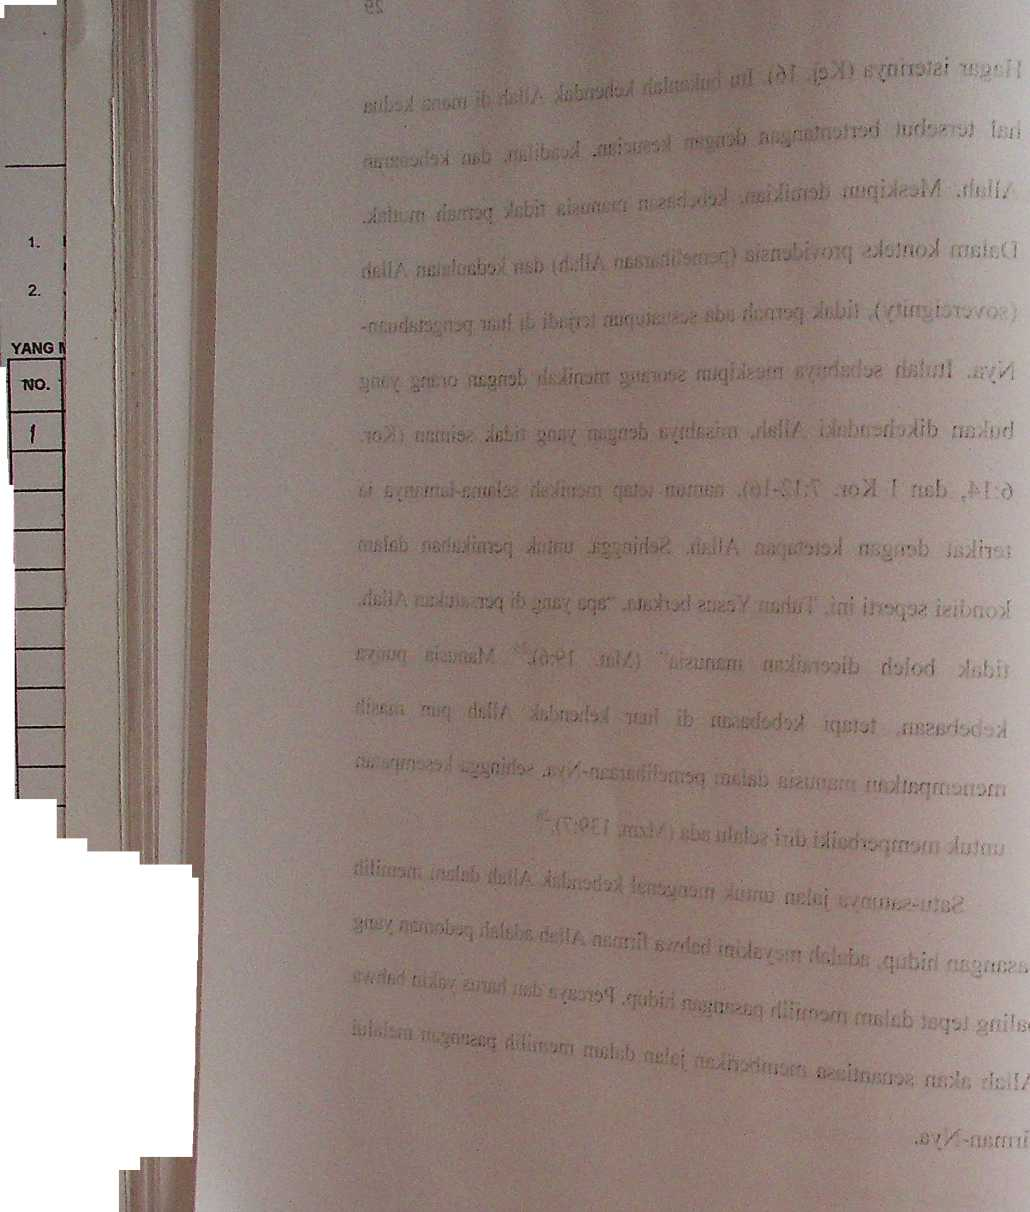 29
Hagar isterinya (Kej. 16). Itu bukanlah kehendak Allah di mana kedua
hal tersebut bertentangan dengan kesucian, keadilan, dan kebenaran
Allah. Meskipun demikian, kebebasan manusia tidak pernah mutlak.
Dalam konteks providensia (pemeliharaan Allah) dan kedaulatan Allah
(sovereignity), tidak pernah ada sesuatupun terjadi di luar pengetahuan-
Nya. Itulah sebabnya meskipun seorang menikah dengan orang yang
bukan dikehendaki Allah, misalnya dengan yang tidak seiman (Kor.
6:14, dan 1 Kor. 7:12-16), namun tetap menikah selama-lamanya ia
terikat dengan ketetapan Allah. Sehingga, untuk pernikahan dalam
kondisi seperti ini, Tuhan Yesus berkata, "apa yang di persatukan Allah,
tidak boleh diceraikan manusia" (Mat. 19:6). Manusia punya
kebebasan, tetapi kebebasan di luar kehendak Allah pun masih
menempatkan manusia dalam pemeliharaan-Nya, sehingga kesempatan
untuk memperbaiki diri selalu ada (Mzm. 139:7).
Satu-satunya jalan untuk mengenal kehendak Allah dalam memilih
asangan hidup, adalah meyakini bahwa firman Allah adalah pedoman yang
aling tepat dalam memilih pasangan hidup. Percaya dan harus yakin bahwa
Allah akan senantiasa memberikan jalan dalam memilih pasangan melalui
irman-Nya.
1.
2.
YANG
NO.
1